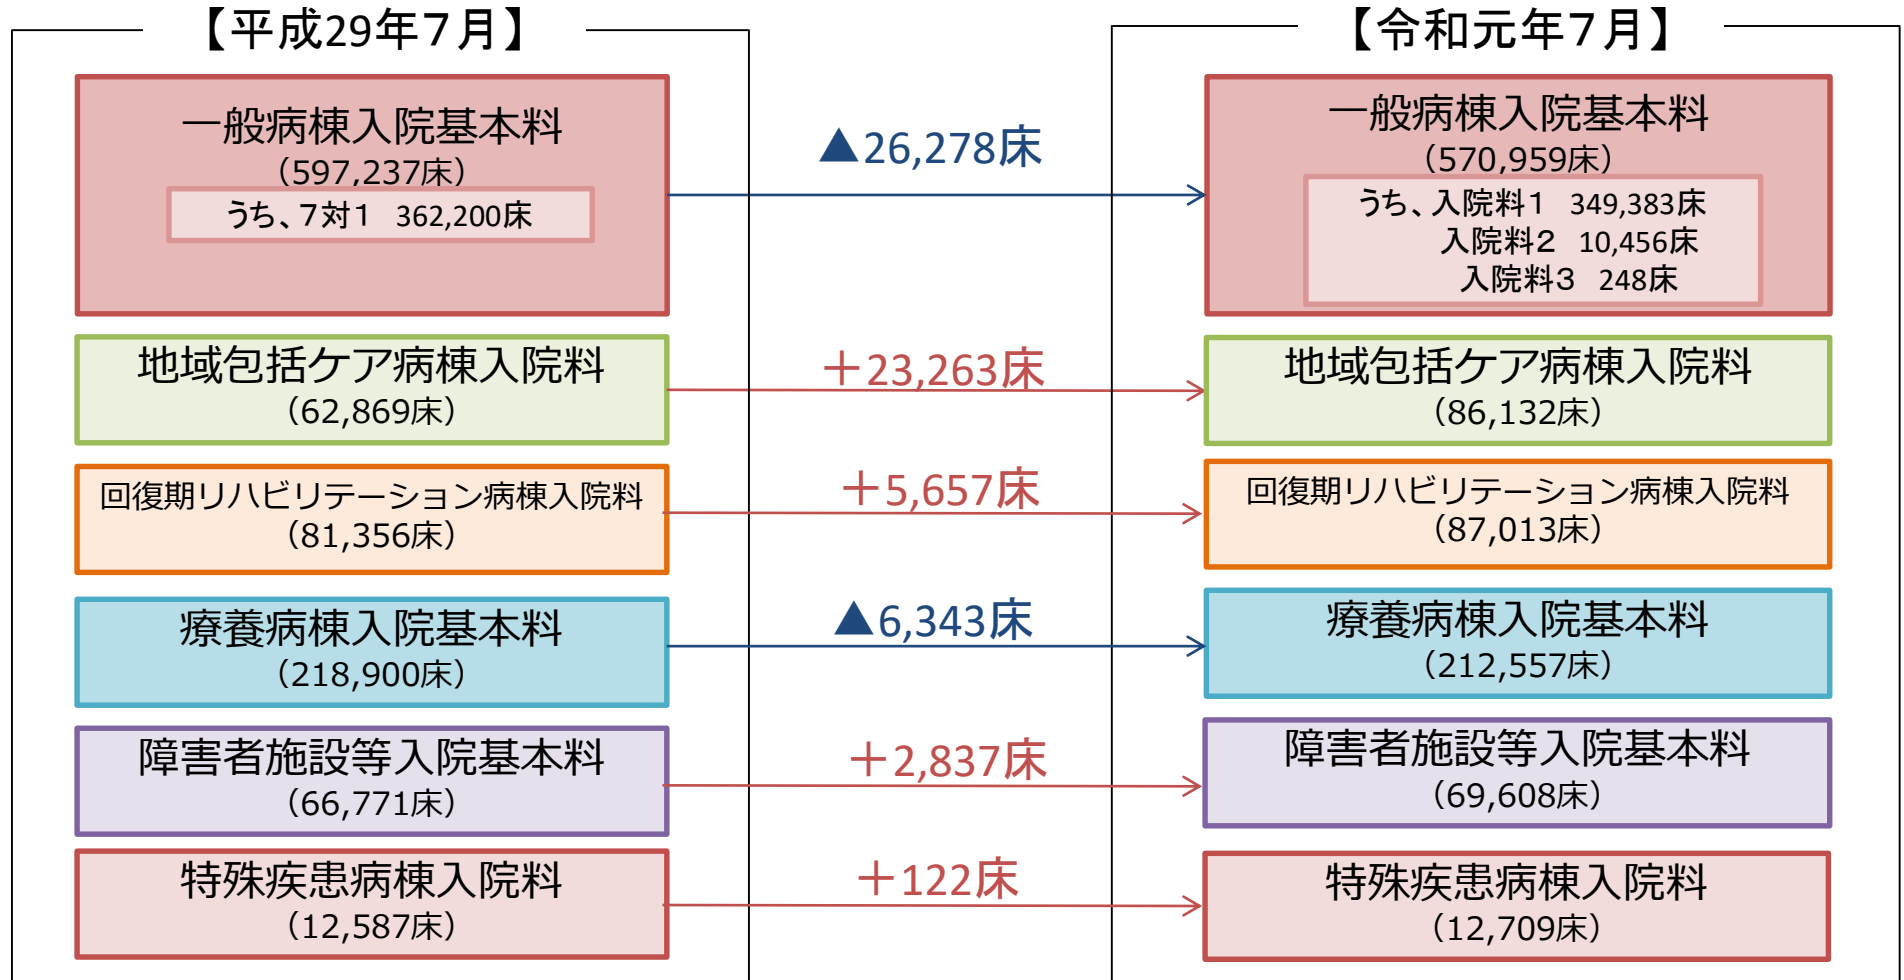 【平成29年７月】
一般病棟入院基本料
（597,237床）
うち、７対１ 362,200床
地域包括ケア病棟入院料
（62,869床）
回復期リハビリテーション病棟入院料
（81,356床）
療養病棟入院基本料
（218,900床）
障害者施設等入院基本料
（66,771床）
特殊疾患病棟入院料
（12,587床）
▲26,278床
＋23,263床
＋5,657床
▲6,343床
＋2,837床
＋122床
【令和元年７月】
一般病棟入院基本料
（570,959床）
うち、入院料１ 349,383床
入院料２ 10,456床
入院料３ 248床
地域包括ケア病棟入院料
（86,132床）
回復期リハビリテーション病棟入院料
（87,013床）
療養病棟入院基本料
（212,557床）
障害者施設等入院基本料
（69,608床）
特殊疾患病棟入院料
（12,709床）